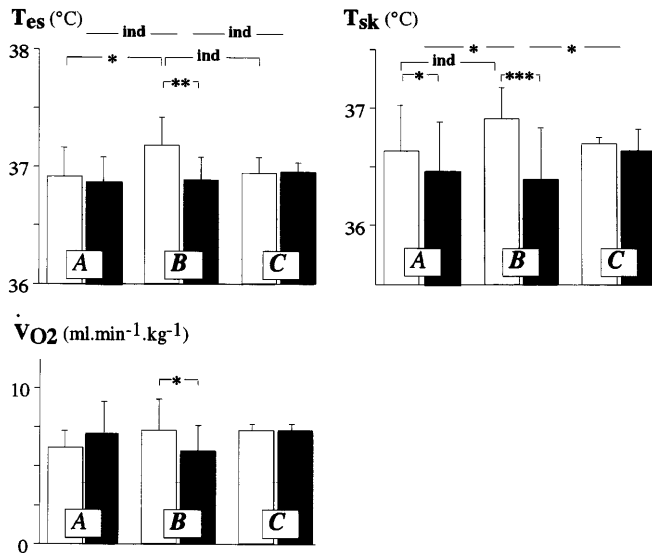 Tes (°C)
ind ind
38
* ind
**
37
A B C
36
Tsk (°C)
* *
ind
* ***
37
36
A B C
V̇O2 (ml.min-1.kg-1)
10
*
0
A B C